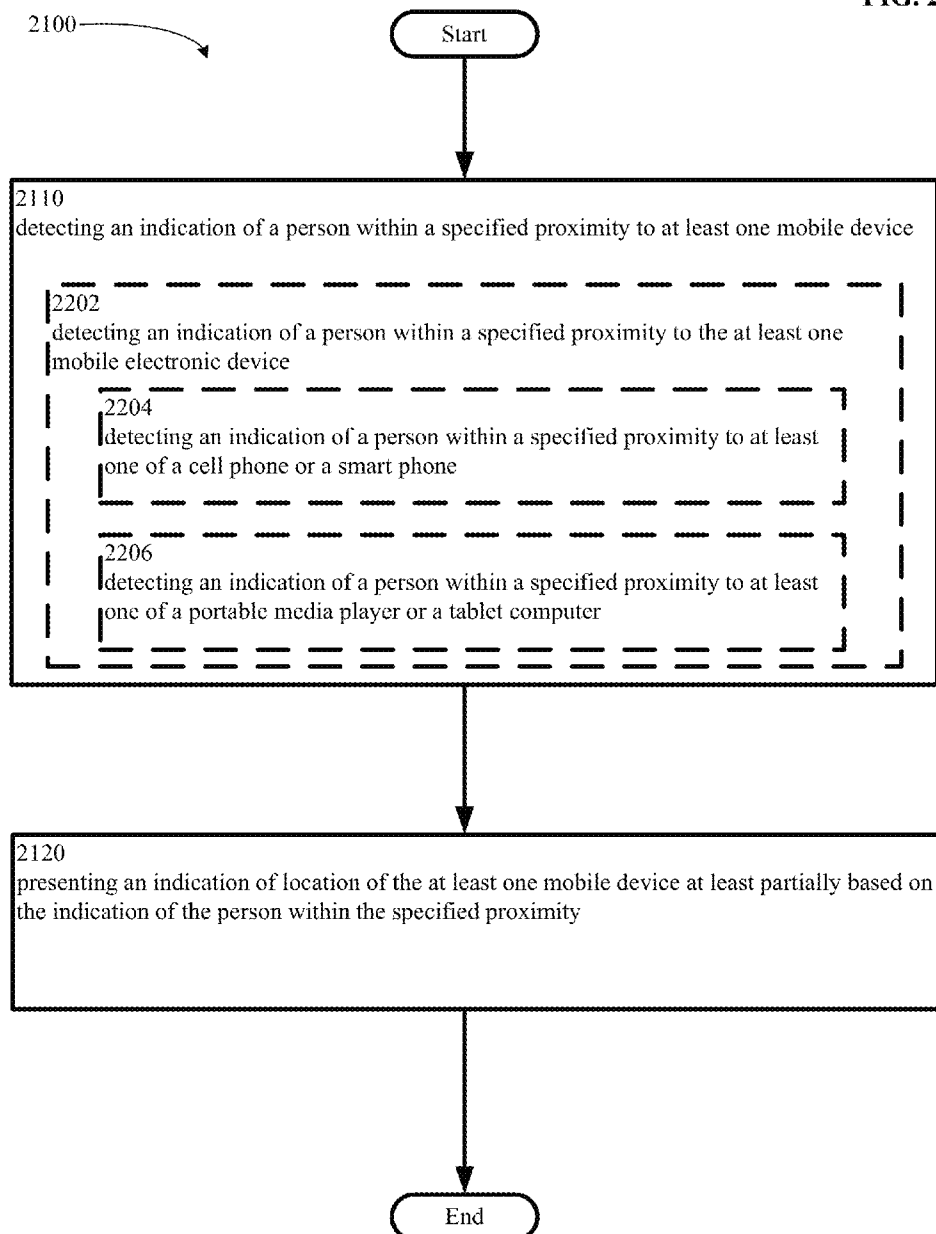 FIG. 2
2100
Start
2110
detecting an indication of a person within a specified proximity to at least one mobile device
2202
detecting an indication of a person within a specified proximity to the at least one
mobile electronic device
2204
detecting an indication of a person within a specified proximity to at least
one of a cell phone or a smart phone
2206
detecting an indication of a person within a specified proximity to at least
one of a portable media player or a tablet computer
2120
presenting an indication of location of the at least one mobile device at least partially based on
the indication of the person within the specified proximity
End